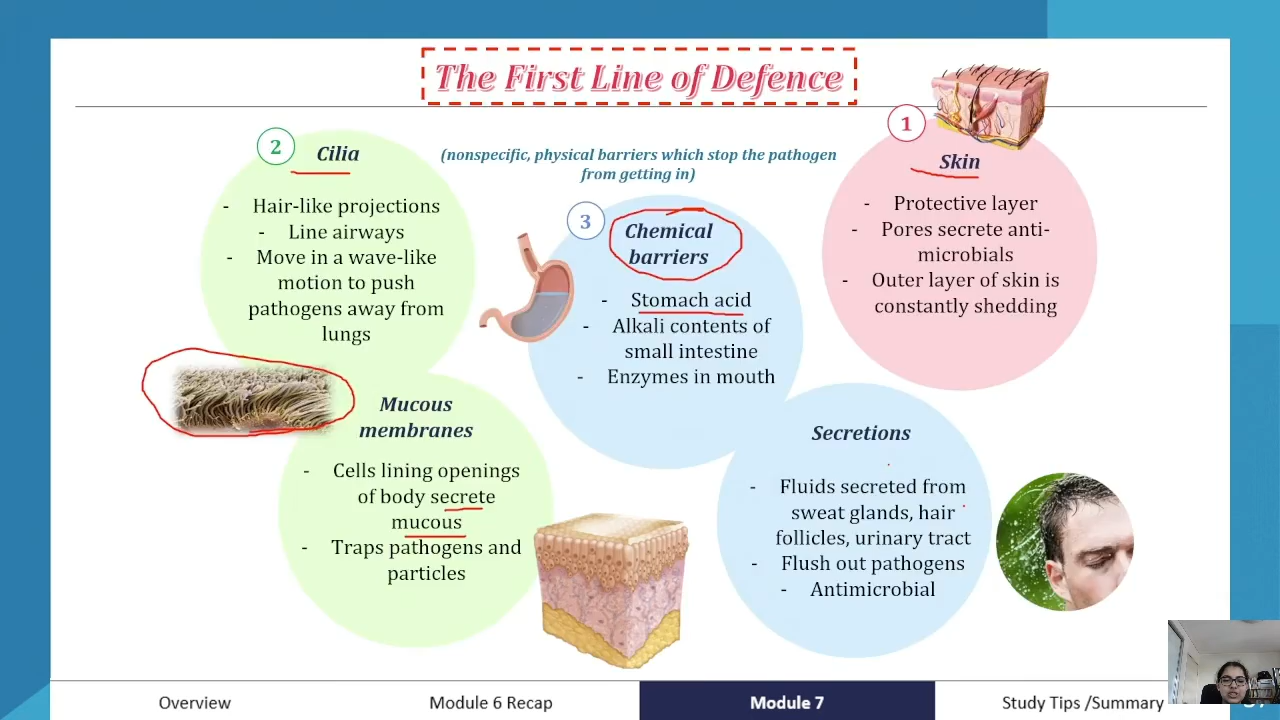 The First Line of Defence
(nonspecific, physical barriers which stop the pathogen
from getting in)
1
Skin
- Protective layer
- Pores secrete anti-
microbials
- Outer layer of skin is
constantly shedding
2
Cilia
- Hair-like projections
- Line airways
- Move in a wave-like
motion to push
pathogens away from
lungs
Mucous
membranes
- Cells lining openings
of body secrete
mucous
- Traps pathogens and
particles
3
Chemical
barriers
- Stomach acid
- Alkali contents of
small intestine
- Enzymes in mouth
Secretions
- Fluids secreted from
sweat glands, hair
follicles, urinary tract
- Flush out pathogens
- Antimicrobial
Overview
Module 6 Recap
Module 7
Study Tips /Summary